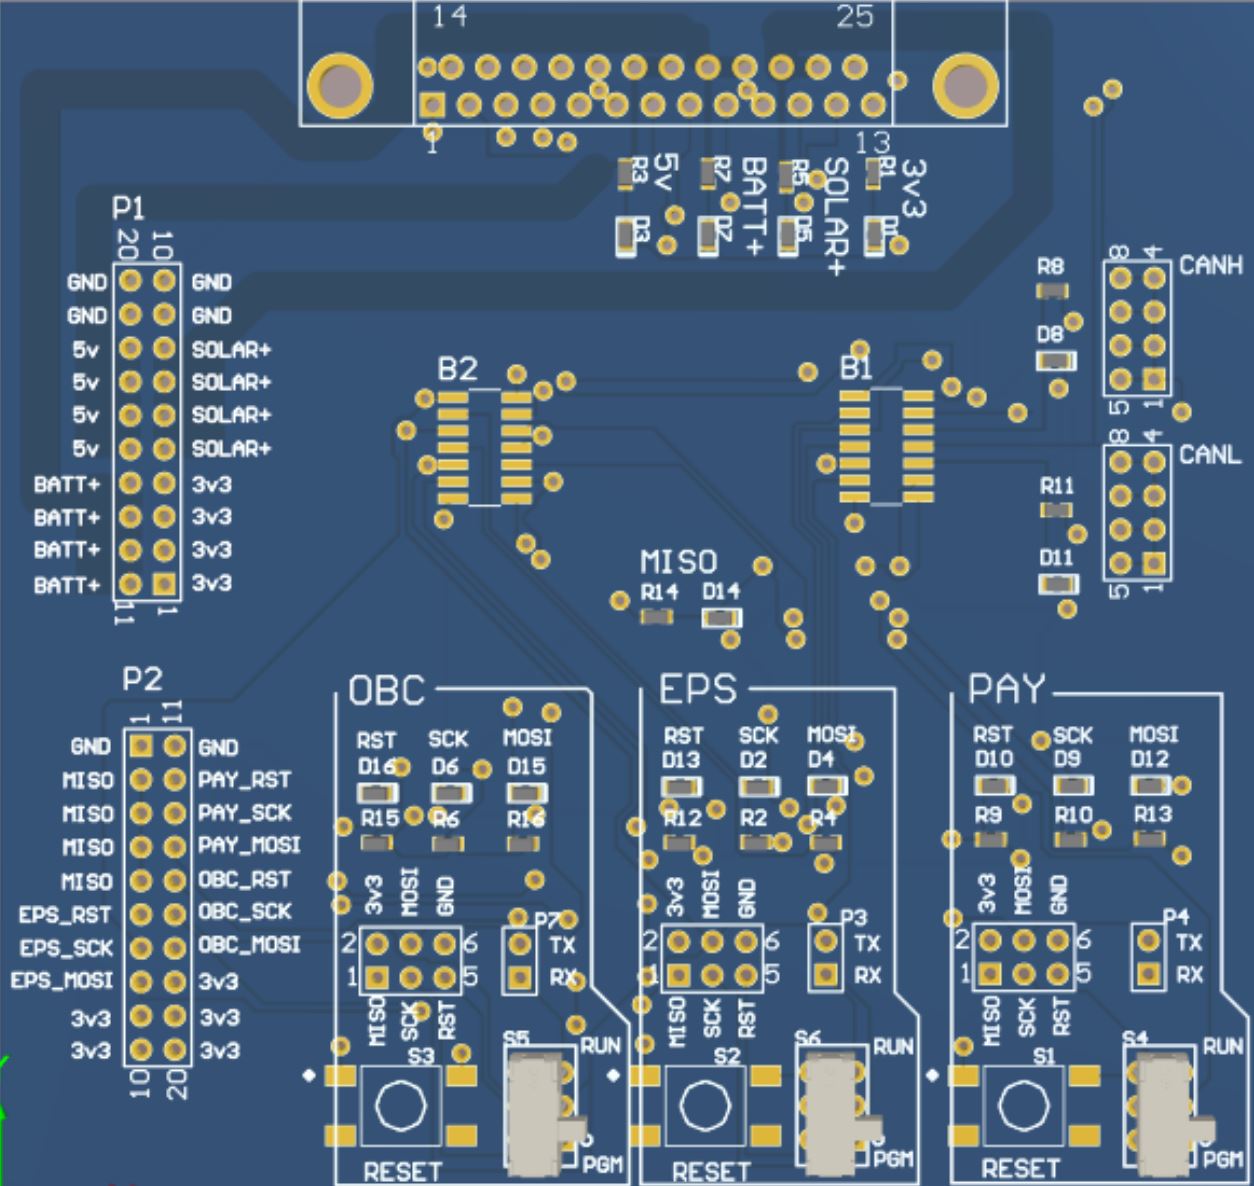 14 25
1 13
R3 5v R7 BATT+ R5 SOLAR+ R1 3v3
D3 D7 D5 D1
P1
20 10
GND GND
GND GND
5v SOLAR+
5v SOLAR+
5v SOLAR+
5v SOLAR+
BATT+ 3v3
BATT+ 3v3
BATT+ 3v3
BATT+ 3v3
11 1
B2
B1
R8
D8
8 4 CANH
5 1
8 4 CANL
5 1
R11
D11
MISO
R14 D14
P2
1 11
GND GND
MISO PAY_RST
MISO PAY_SCK
MISO PAY_MOSI
MISO OBC_RST
EPS_RST OBC_SCK
EPS_SCK OBC_MOSI
EPS_MOSI 3v3
3v3 3v3
3v3 3v3
10 20
OBC
RST SCK MOSI
D16 D6 D15
R15 R6 R16
3v3 MOSI GND
P7
2 6 TX
1 5 RX
MISO SCK RST
S3 S5 RUN
RESET PGM
EPS
RST SCK MOSI
D13 D2 D4
R12 R2 R4
3v3 MOSI GND
P3
2 6 TX
1 5 RX
MISO SCK RST
S2 S6 RUN
RESET PGM
PAY
RST SCK MOSI
D10 D9 D12
R9 R10 R13
3v3 MOSI GND
P4
2 6 TX
1 5 RX
MISO SCK RST
S1 S4 RUN
RESET PGM